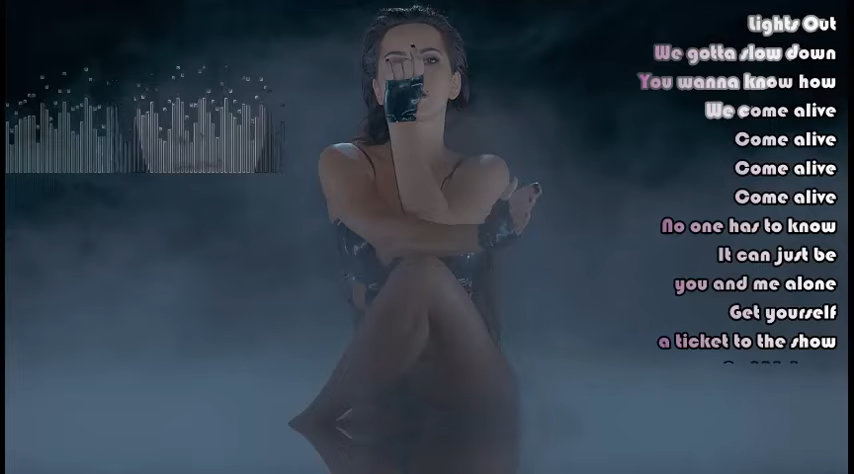 Lights Out
We gotta slow down
You wanna know how
We come alive
Come alive
Come alive
Come alive
No one has to know
It can just be
you and me alone
Get yourself
a ticket to the show